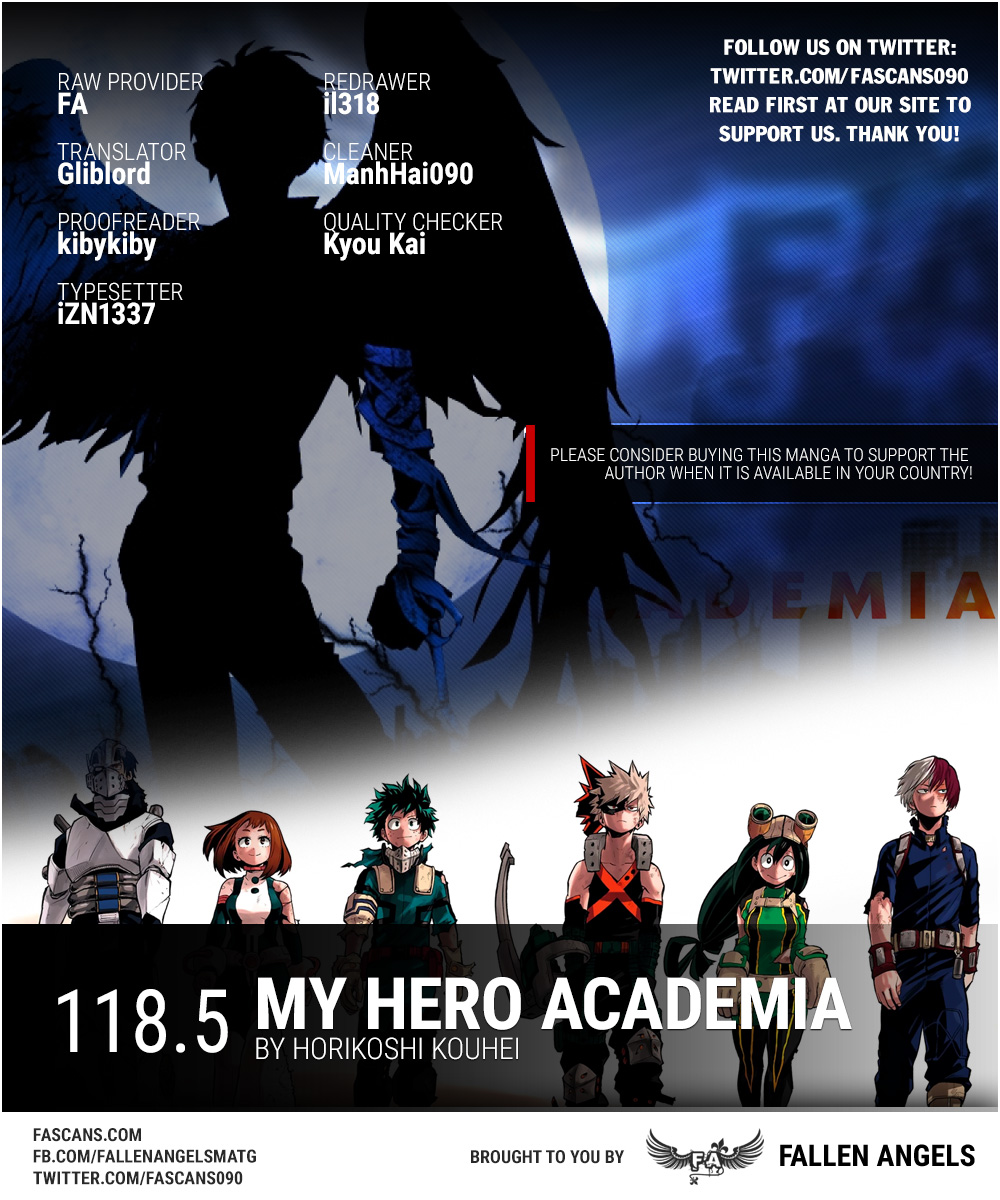 RAW PROVIDER
FA
TRANSLATOR
Gliblord
PROOFREADER
kibykiby
TYPESETTER
iZN1337
REDRAWER
il318
CLEANER
ManhHai090
QUALITY CHECKER
Kyou Kai
FOLLOW US ON TWITTER:
TWITTER.COM/FASCANS090
READ FIRST AT OUR SITE TO
SUPPORT US. THANK YOU!
PLEASE CONSIDER BUYING THIS MANGA TO SUPPORT THE
AUTHOR WHEN IT IS AVAILABLE IN YOUR COUNTRY!
FA
ADEMIA
118.5
MY HERO ACADEMIA
BY HORIKOSHI KOUHEI
FASCANS.COM
FB.COM/FALLENANGELSMATG
TWITTER.COM/FASCANS090
BROUGHT TO YOU BY
FA
FALLEN ANGELS